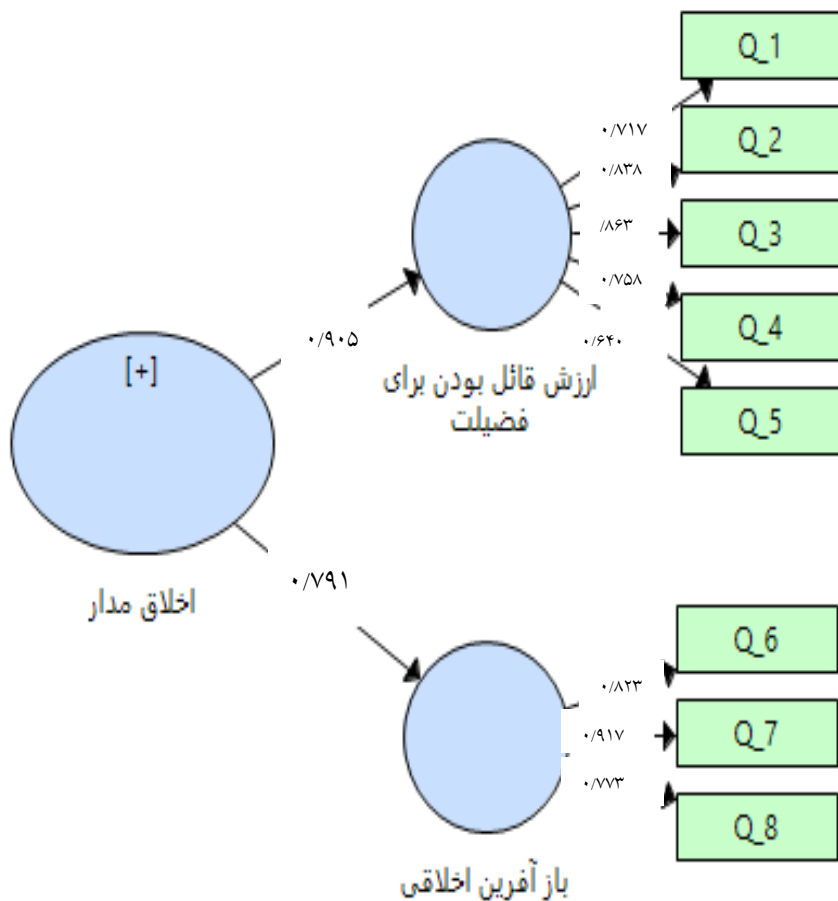 Q_1
۰/۷۱۷
Q_2
۰/۸۳۸
Q_3
/۸۶۳
۰/۷۵۸
Q_4
۰/۶۴۰
Q_5
۰/۹۰۵
[+]
ارزش قائل بودن برای
فضیلت
۰/۷۹۱
اخلاق مدار
Q_6
۰/۸۲۳
Q_7
۰/۹۱۷
۰/۷۷۳
Q_8
باز آفرین اخلاقی